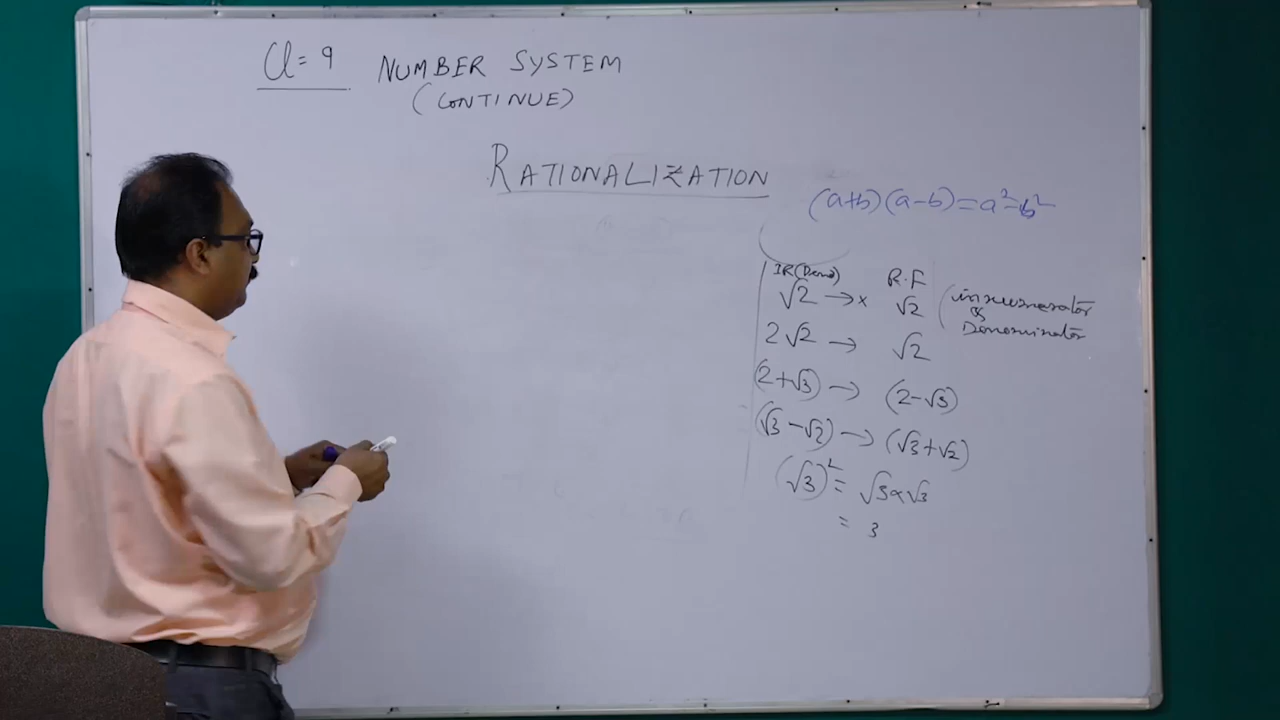 Cl = 9 NUMBER SYSTEM
(CONTINUE)
RATIONALIZATION
(a+b)(a-b)=a²-b²
IR(Deno) R.F
√2 → × √2 (in numerator
or
Denominator
2√2 → √2
(2+√3) → (2-√3)
(√3-√2) → (√3+√2)
(√3)² = √3×√3
= 3